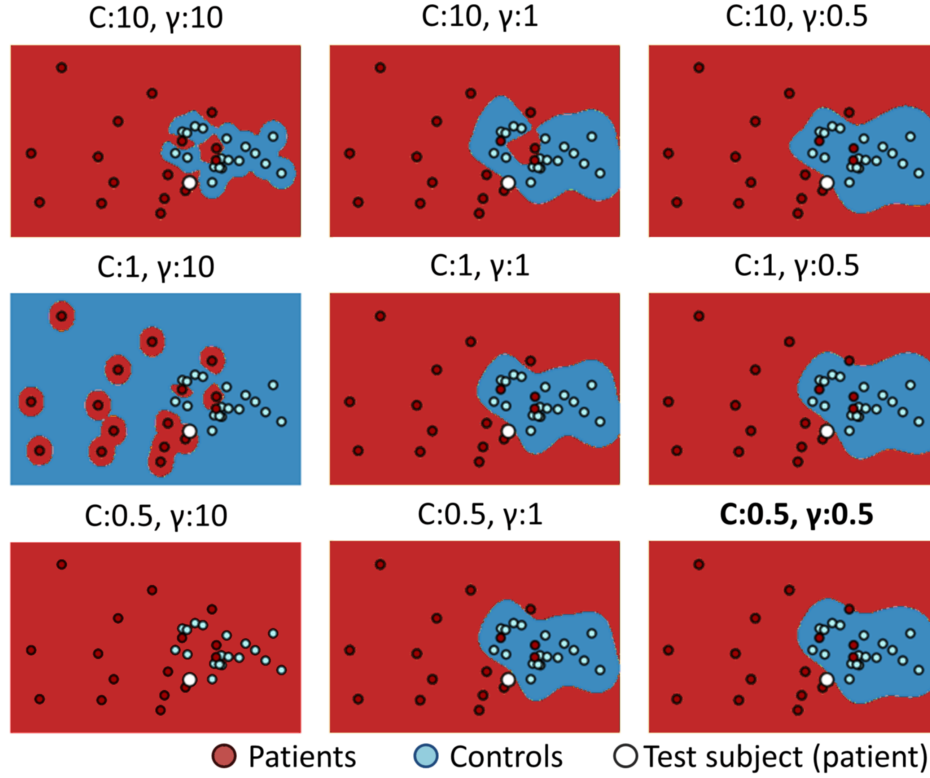 C:10, γ:10
C:10, γ:1
C:10, γ:0.5
C:1, γ:10
C:1, γ:1
C:1, γ:0.5
C:0.5, γ:10
C:0.5, γ:1
C:0.5, γ:0.5
Patients
Controls
Test subject (patient)